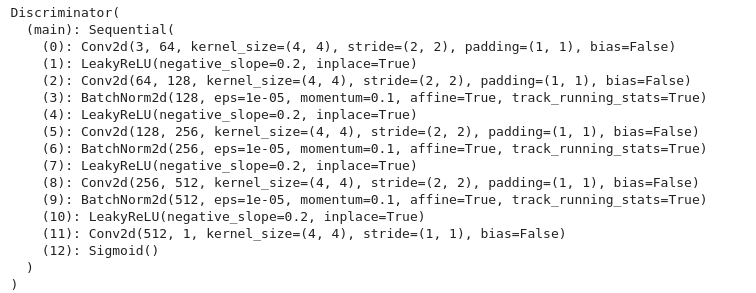 Discriminator(
  (main): Sequential(
    (0): Conv2d(3, 64, kernel_size=(4, 4), stride=(2, 2), padding=(1, 1), bias=False)
    (1): LeakyReLU(negative_slope=0.2, inplace=True)
    (2): Conv2d(64, 128, kernel_size=(4, 4), stride=(2, 2), padding=(1, 1), bias=False)
    (3): BatchNorm2d(128, eps=1e-05, momentum=0.1, affine=True, track_running_stats=True)
    (4): LeakyReLU(negative_slope=0.2, inplace=True)
    (5): Conv2d(128, 256, kernel_size=(4, 4), stride=(2, 2), padding=(1, 1), bias=False)
    (6): BatchNorm2d(256, eps=1e-05, momentum=0.1, affine=True, track_running_stats=True)
    (7): LeakyReLU(negative_slope=0.2, inplace=True)
    (8): Conv2d(256, 512, kernel_size=(4, 4), stride=(2, 2), padding=(1, 1), bias=False)
    (9): BatchNorm2d(512, eps=1e-05, momentum=0.1, affine=True, track_running_stats=True)
    (10): LeakyReLU(negative_slope=0.2, inplace=True)
    (11): Conv2d(512, 1, kernel_size=(4, 4), stride=(1, 1), bias=False)
    (12): Sigmoid()
  )
)